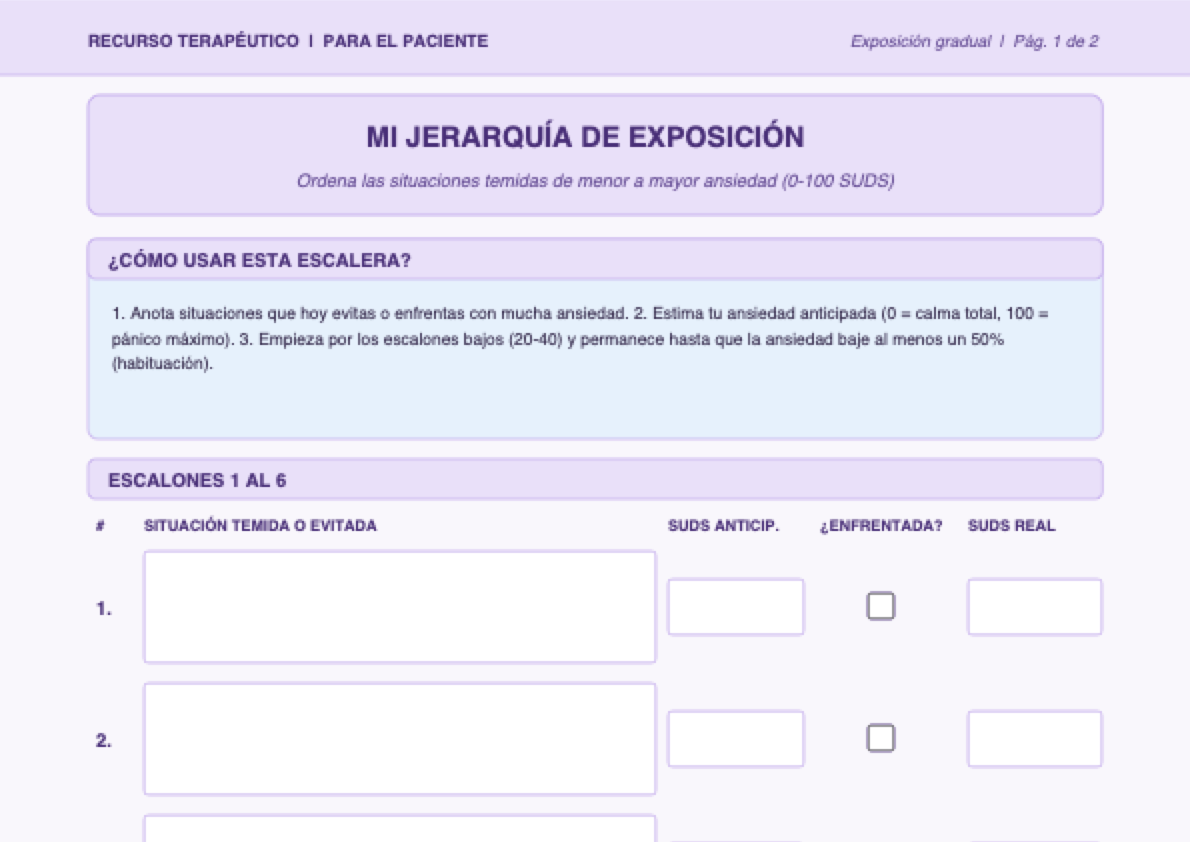 RECURSO TERAPÉUTICO | PARA EL PACIENTE
Exposición gradual | Pág. 1 de 2
MI JERARQUÍA DE EXPOSICIÓN
Ordena las situaciones temidas de menor a mayor ansiedad (0-100 SUDS)
¿CÓMO USAR ESTA ESCALERA?
1. Anota situaciones que hoy evitas o enfrentas con mucha ansiedad. 2. Estima tu ansiedad anticipada (0 = calma total, 100 =
pánico máximo). 3. Empieza por los escalones bajos (20-40) y permanece hasta que la ansiedad baje al menos un 50%
(habituación).
ESCALONES 1 AL 6
# SITUACIÓN TEMIDA O EVITADA SUDS ANTICIP. ¿ENFRENTADA? SUDS REAL
1.
2.